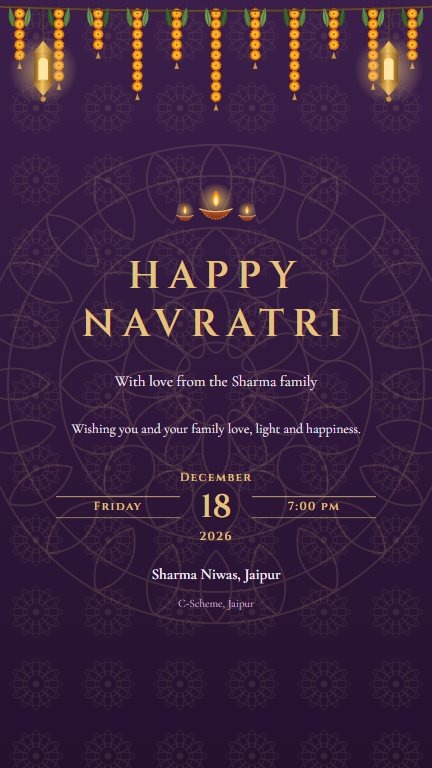 HAPPY
NAVRATRI
With love from the Sharma family
Wishing you and your family love, light and happiness.
December
Friday 18 7:00 pm
2026
Sharma Niwas, Jaipur
C-Scheme, Jaipur